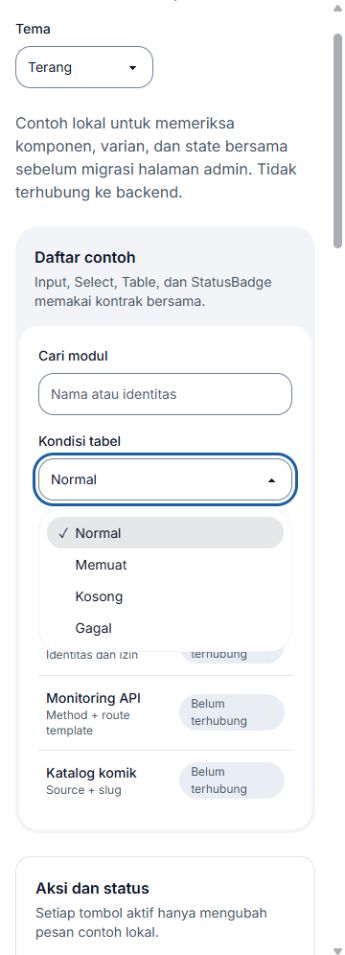 Tema
Terang
Contoh lokal untuk memeriksa
komponen, varian, dan state bersama
sebelum migrasi halaman admin. Tidak
terhubung ke backend.
Daftar contoh
Input, Select, Table, dan StatusBadge
memakai kontrak bersama.
Cari modul
Nama atau identitas
Kondisi tabel
Normal
✓ Normal
Memuat
Kosong
Gagal
Identitas dan izin
terhubung
Monitoring API
Method + route
template
Belum
terhubung
Katalog komik
Source + slug
Belum
terhubung
Aksi dan status
Setiap tombol aktif hanya mengubah
pesan contoh lokal.